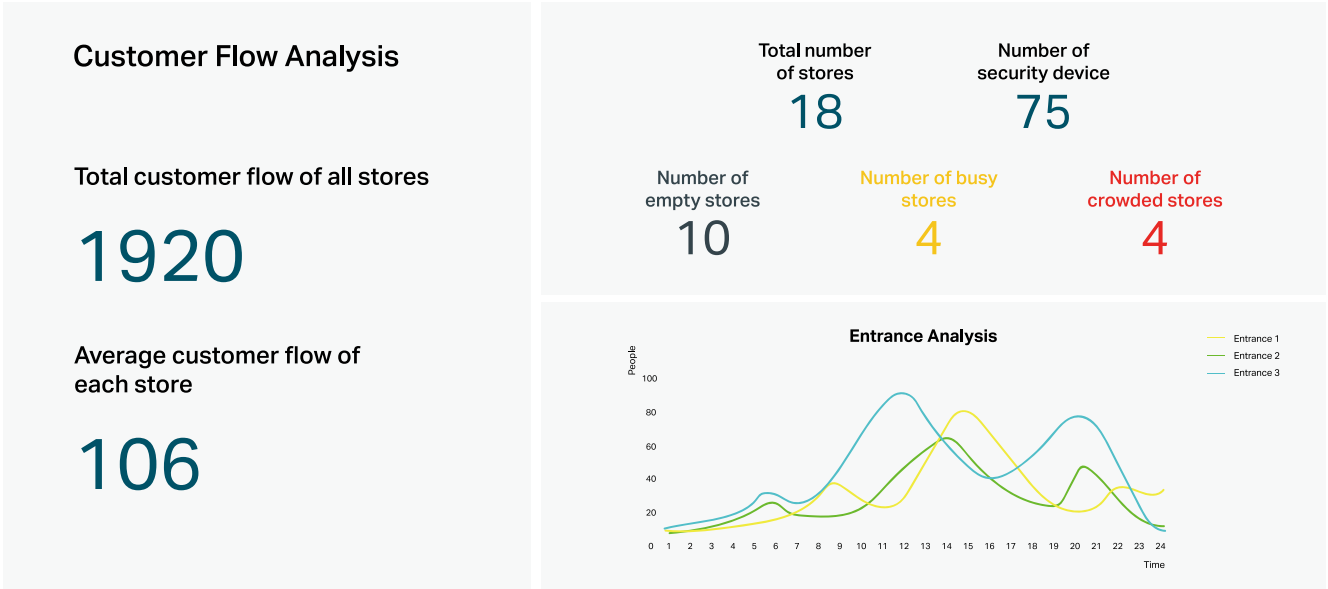 Customer Flow Analysis
Total customer flow of all stores
1920
Average customer flow of
each store
106
Total number
of stores
18
Number of
security device
75
Number of
empty stores
10
Number of busy
stores
4
Number of
crowded stores
4
Entrance Analysis
People
100
80
60
40
20
0 1 2 3 4 5 6 7 8 9 10 11 12 13 14 15 16 17 18 19 20 21 22 23 24
Time
Entrance 1
Entrance 2
Entrance 3